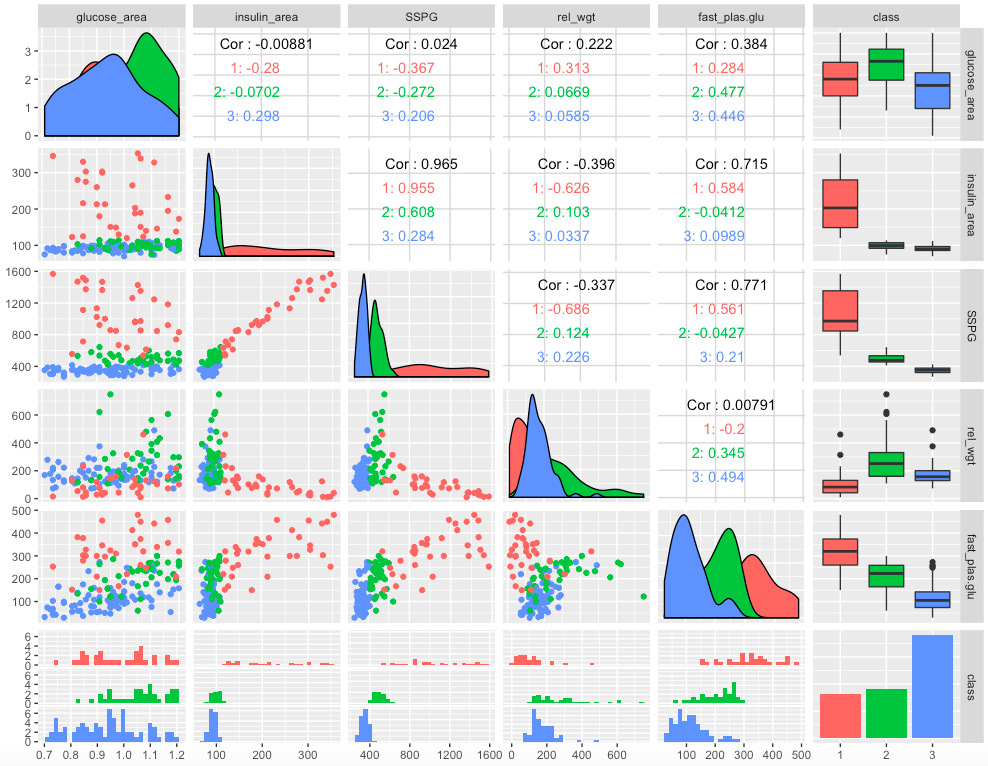 glucose_area insulin_area SSPG rel_wgt fast_plas.glu class
3
2
1
0
Cor : -0.00881
1: -0.28
2: -0.0702
3: 0.298
Cor : 0.024
1: -0.367
2: -0.272
3: 0.206
Cor : 0.222
1: 0.313
2: 0.0669
3: 0.0585
Cor : 0.384
1: 0.284
2: 0.477
3: 0.446
glucose_area
300
200
100
Cor : 0.965
1: 0.955
2: 0.608
3: 0.284
Cor : -0.396
1: -0.626
2: 0.103
3: 0.0337
Cor : 0.715
1: 0.584
2: -0.0412
3: 0.0989
insulin_area
1600
1200
800
400
Cor : -0.337
1: -0.686
2: 0.124
3: 0.226
Cor : 0.771
1: 0.561
2: -0.0427
3: 0.21
SSPG
600
400
200
0
Cor : 0.00791
1: -0.2
2: 0.345
3: 0.494
rel_wgt
500
400
300
200
100
fast_plas.glu
6
4
2
0
6
4
2
0
6
4
2
0
class
0.7 0.8 0.9 1.0 1.1 1.2
100 200 300
400 800 1200 1600
0 200 400 600
100 200 300 400 500
1 2 3